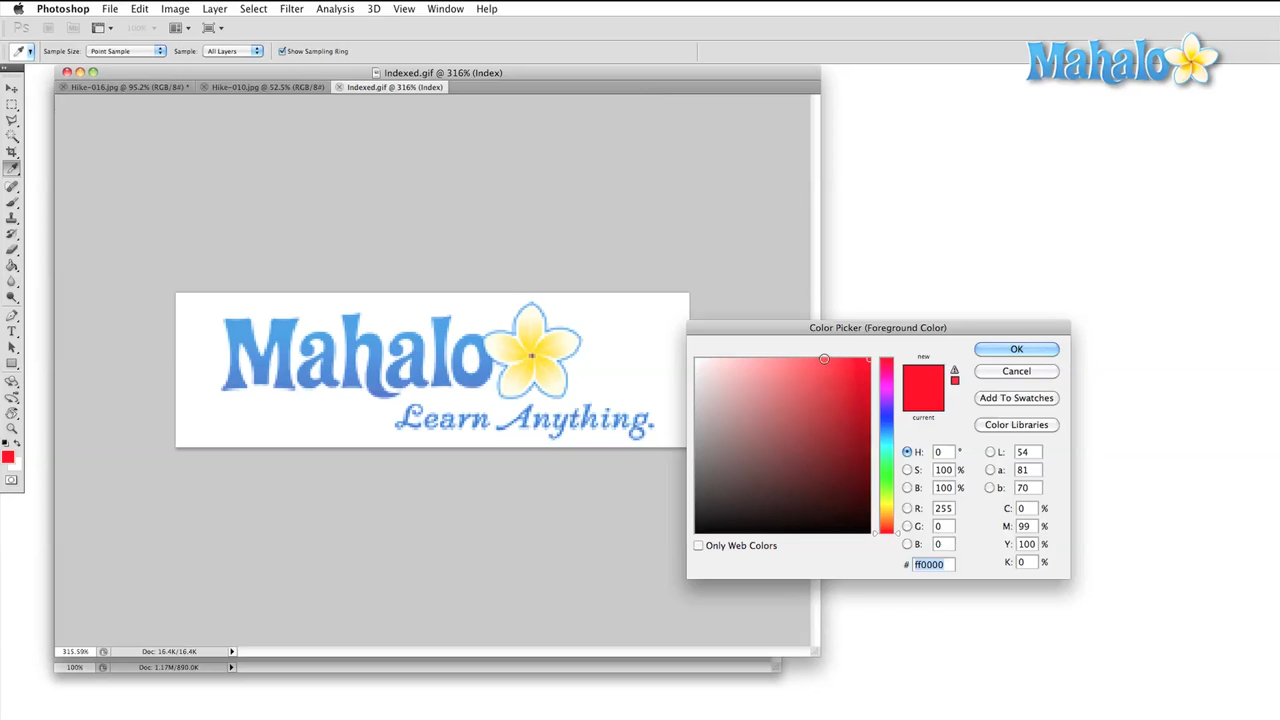 Photoshop File Edit Image Layer Select Filter Analysis 3D View Window Help
Ps 100%
Sample Size: Point Sample Sample: All Layers Show Sampling Ring
Mahalo
Indexed.gif @ 316% (Index)
Hike-016.jpg @ 95.2% (RGB/8#) * Hike-010.jpg @ 52.5% (RGB/8#) Indexed.gif @ 316% (Index)
Mahalo
Learn Anything.
Color Picker (Foreground Color)
new
current
OK
Cancel
Add To Swatches
Color Libraries
H: 0 °
S: 100 %
B: 100 %
R: 255
G: 0
B: 0
# ff0000
L: 54
a: 81
b: 70
C: 0 %
M: 99 %
Y: 100 %
K: 0 %
Only Web Colors
315.59% Doc: 16.4K/16.4K
100% Doc: 1.17M/890.0K